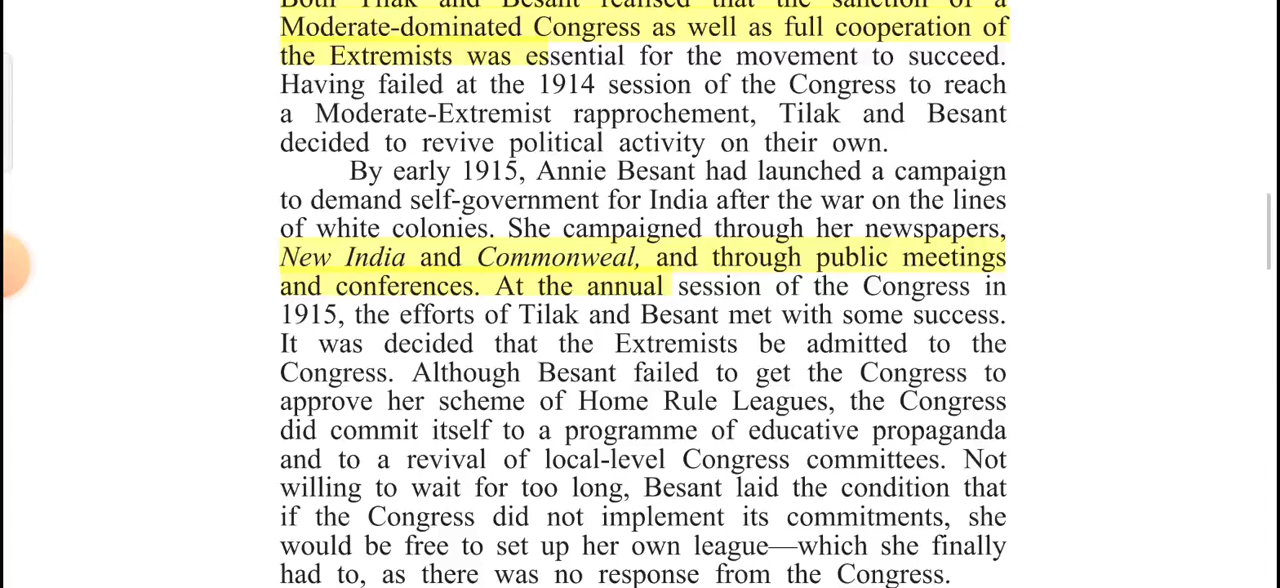 Both Tilak and Besant realised that the sanction of a
Moderate-dominated Congress as well as full cooperation of
the Extremists was essential for the movement to succeed.
Having failed at the 1914 session of the Congress to reach
a Moderate-Extremist rapprochement, Tilak and Besant
decided to revive political activity on their own.
By early 1915, Annie Besant had launched a campaign
to demand self-government for India after the war on the lines
of white colonies. She campaigned through her newspapers,
New India and Commonweal, and through public meetings
and conferences. At the annual session of the Congress in
1915, the efforts of Tilak and Besant met with some success.
It was decided that the Extremists be admitted to the
Congress. Although Besant failed to get the Congress to
approve her scheme of Home Rule Leagues, the Congress
did commit itself to a programme of educative propaganda
and to a revival of local-level Congress committees. Not
willing to wait for too long, Besant laid the condition that
if the Congress did not implement its commitments, she
would be free to set up her own league—which she finally
had to, as there was no response from the Congress.